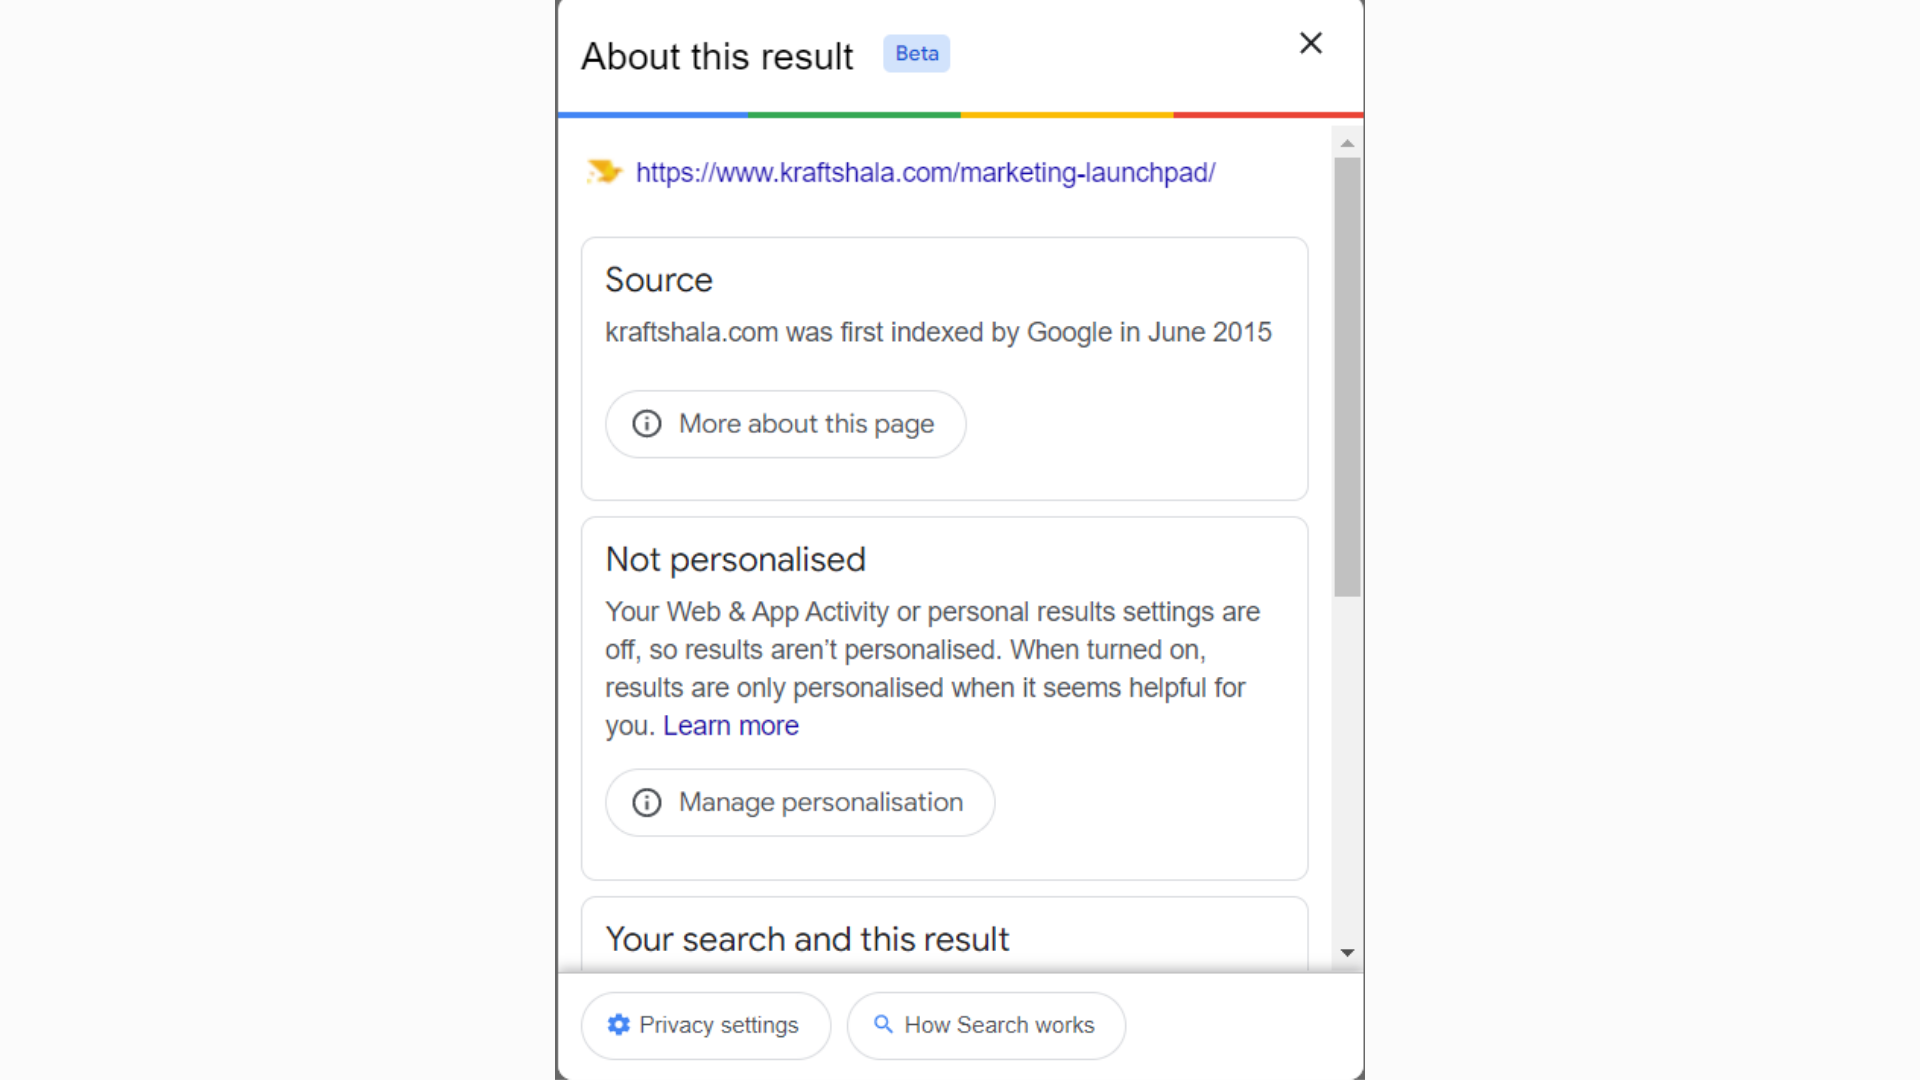 About this result Beta
https://www.kraftshala.com/marketing-launchpad/
Source
kraftshala.com was first indexed by Google in June 2015
More about this page
Not personalised
Your Web & App Activity or personal results settings are
off, so results aren’t personalised. When turned on,
results are only personalised when it seems helpful for
you. Learn more
Manage personalisation
Your search and this result
Privacy settings How Search works